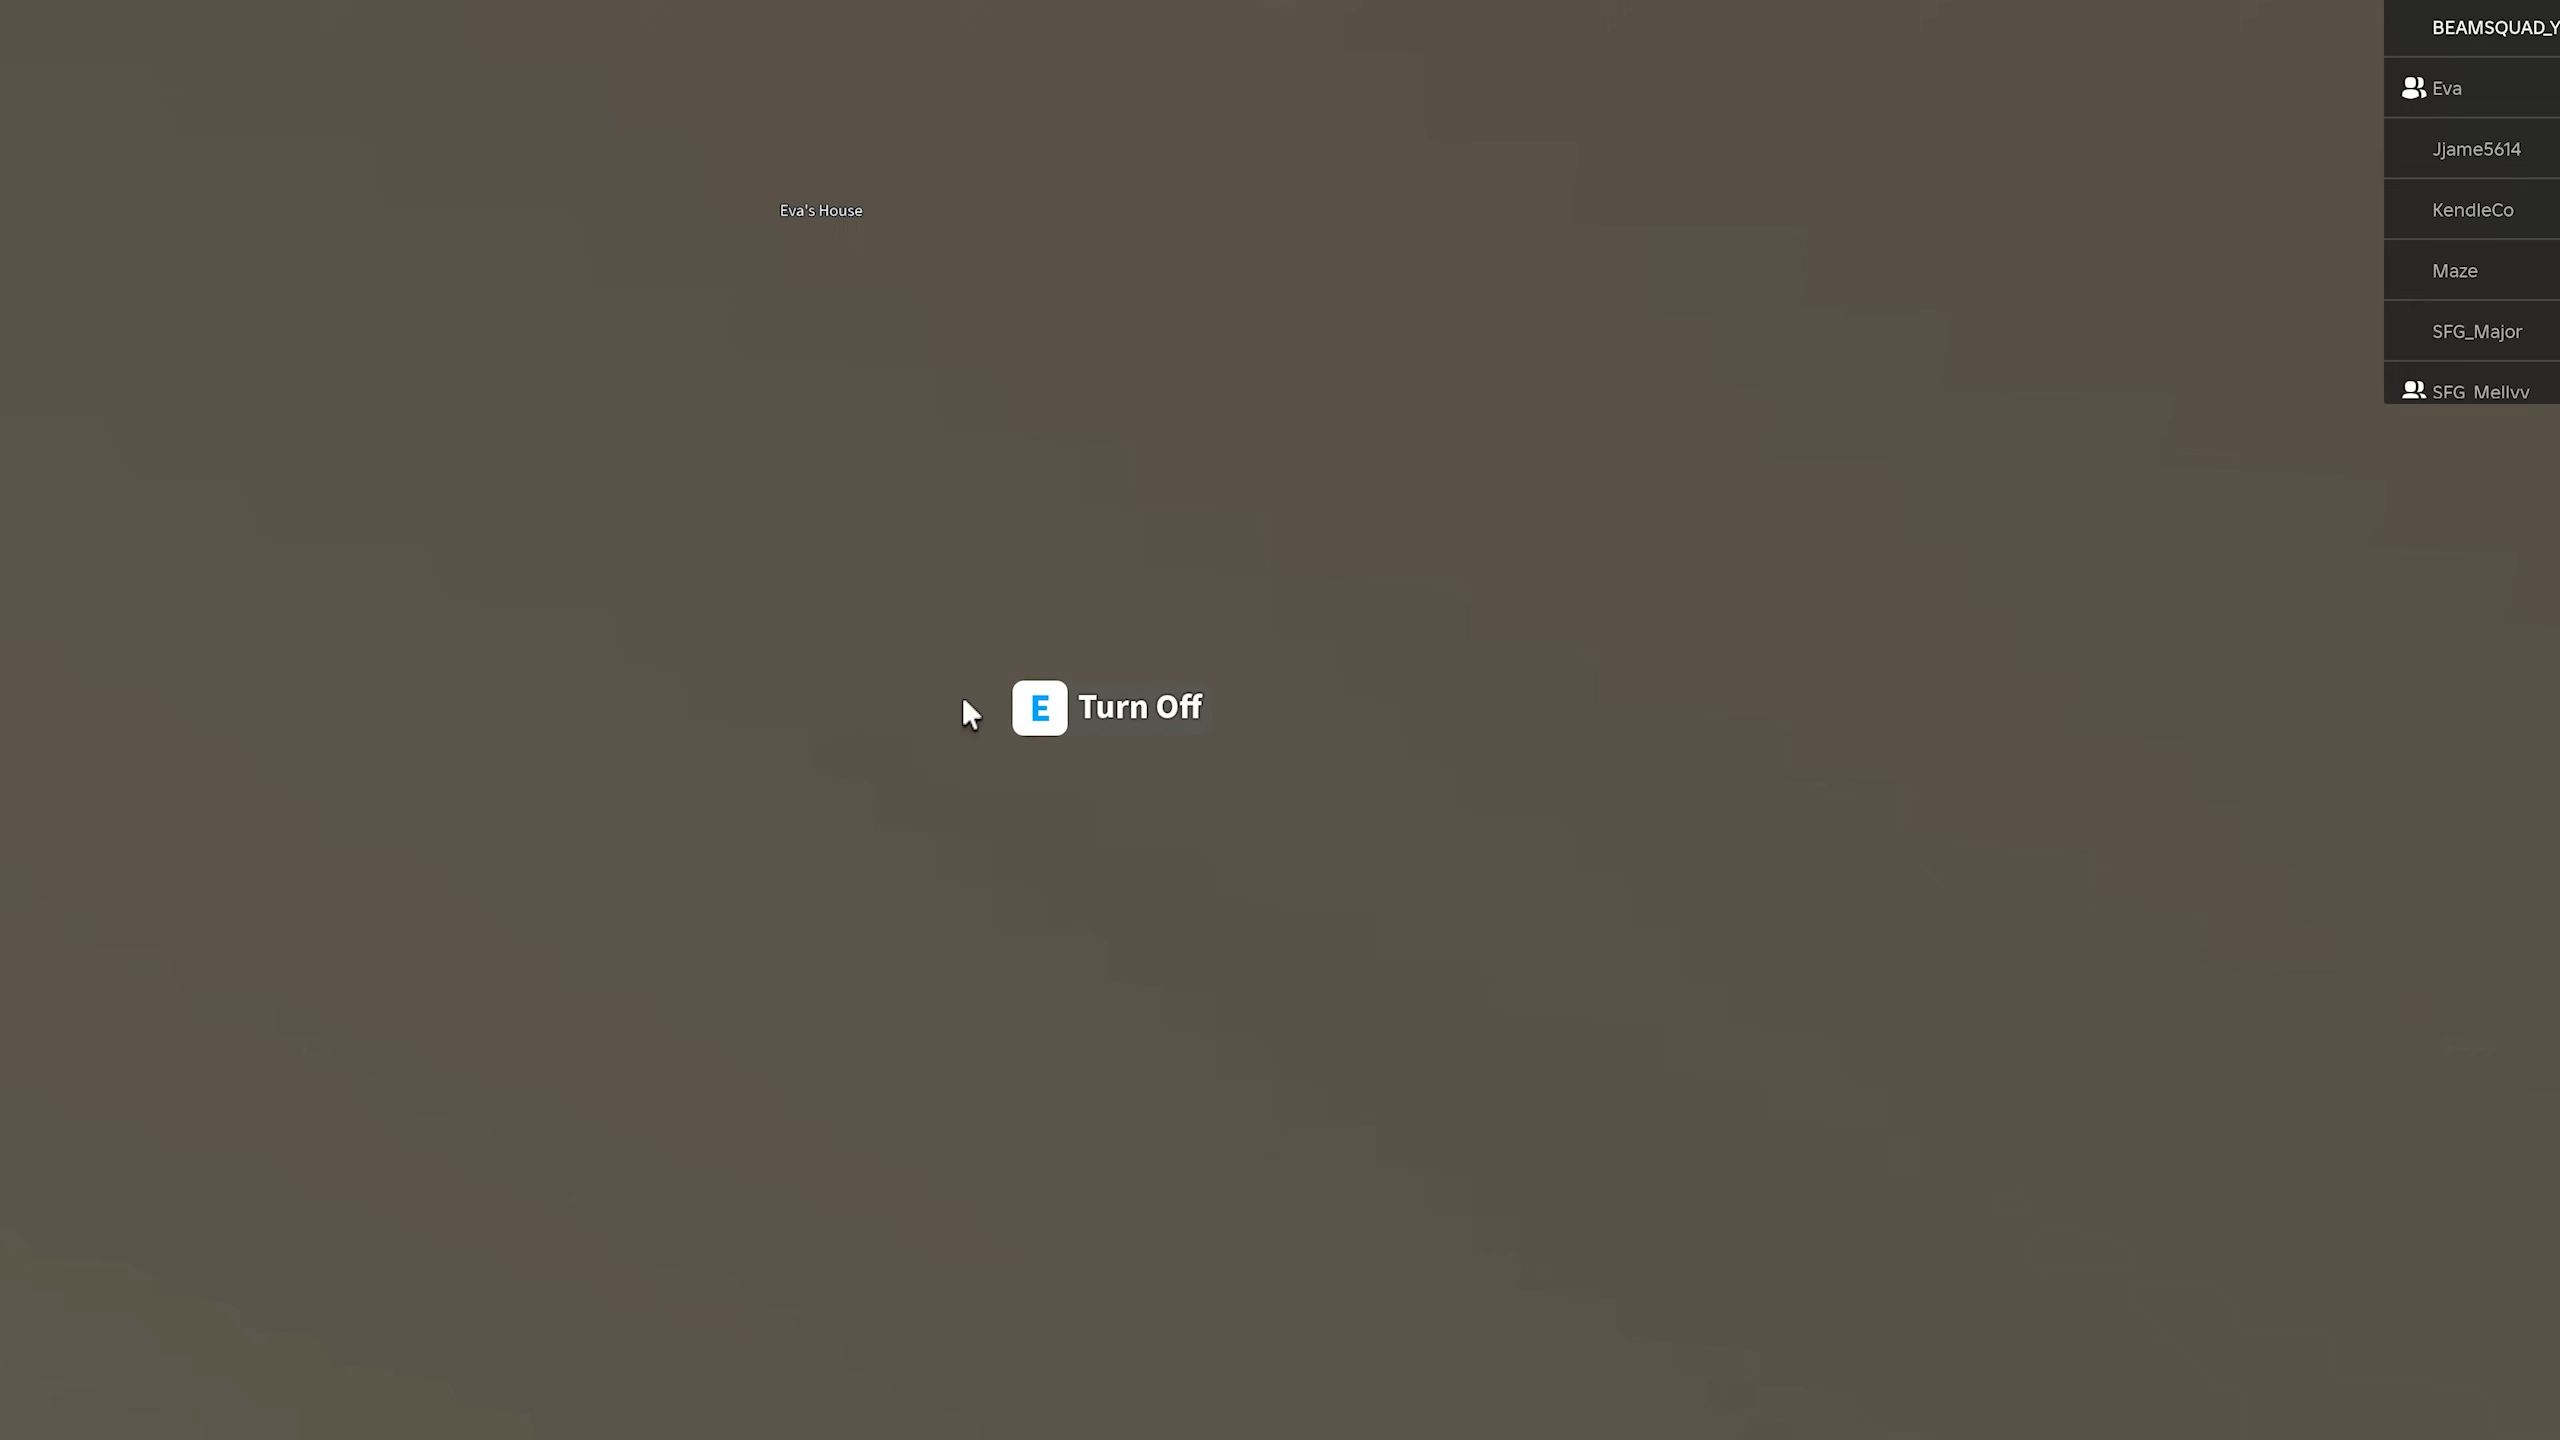 BEAMSQUAD_Y
Eva
Jjame5614
KendleCo
Maze
SFG_Major
SFG_Mellvv
Eva's House
E Turn Off